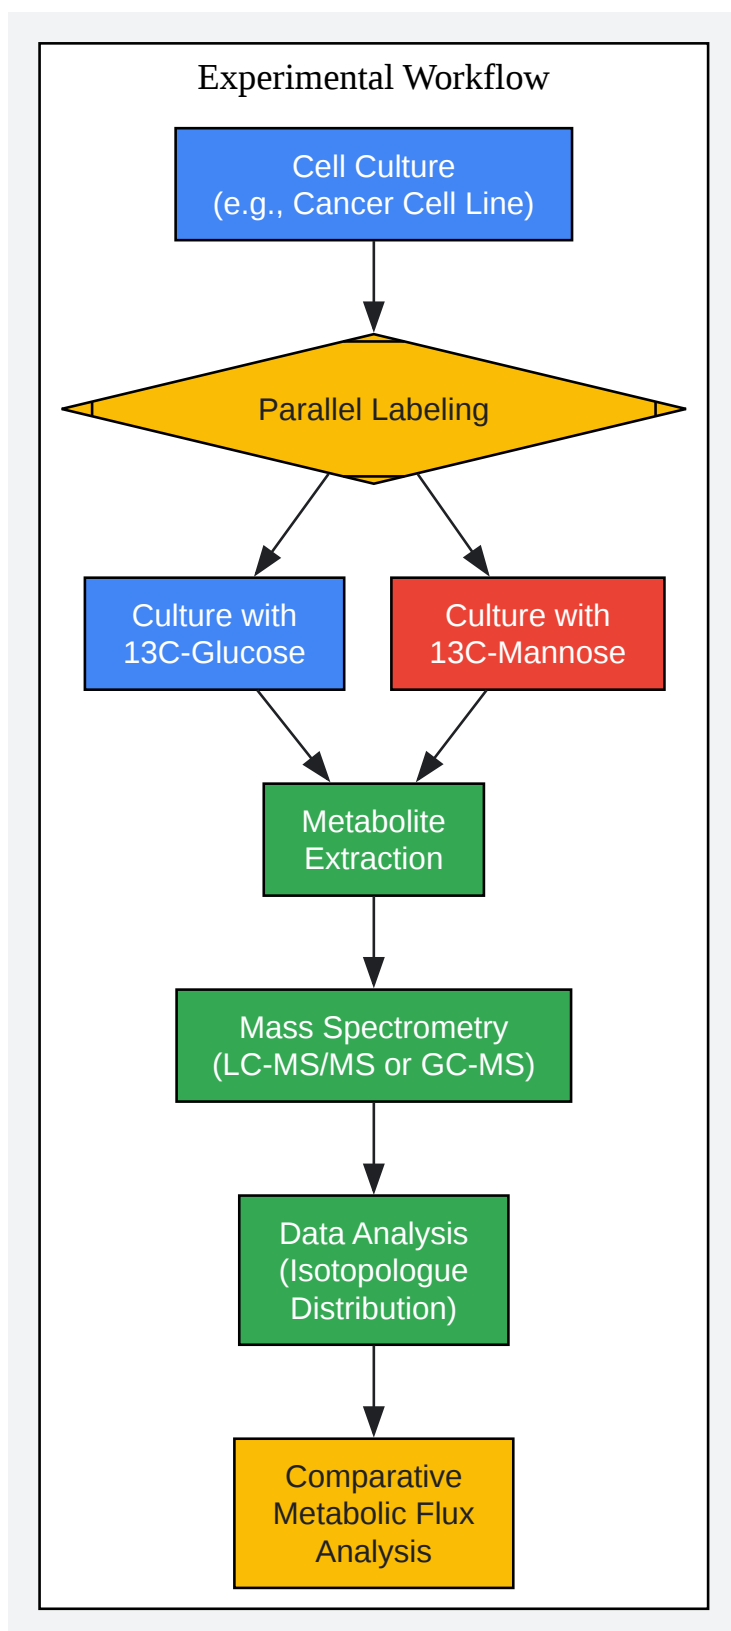 Experimental Workflow
Cell Culture
(e.g., Cancer Cell Line)
Parallel Labeling
Culture with
13C-Glucose
Culture with
13C-Mannose
Metabolite
Extraction
Mass Spectrometry
(LC-MS/MS or GC-MS)
Data Analysis
(Isotopologue
Distribution)
Comparative
Metabolic Flux
Analysis